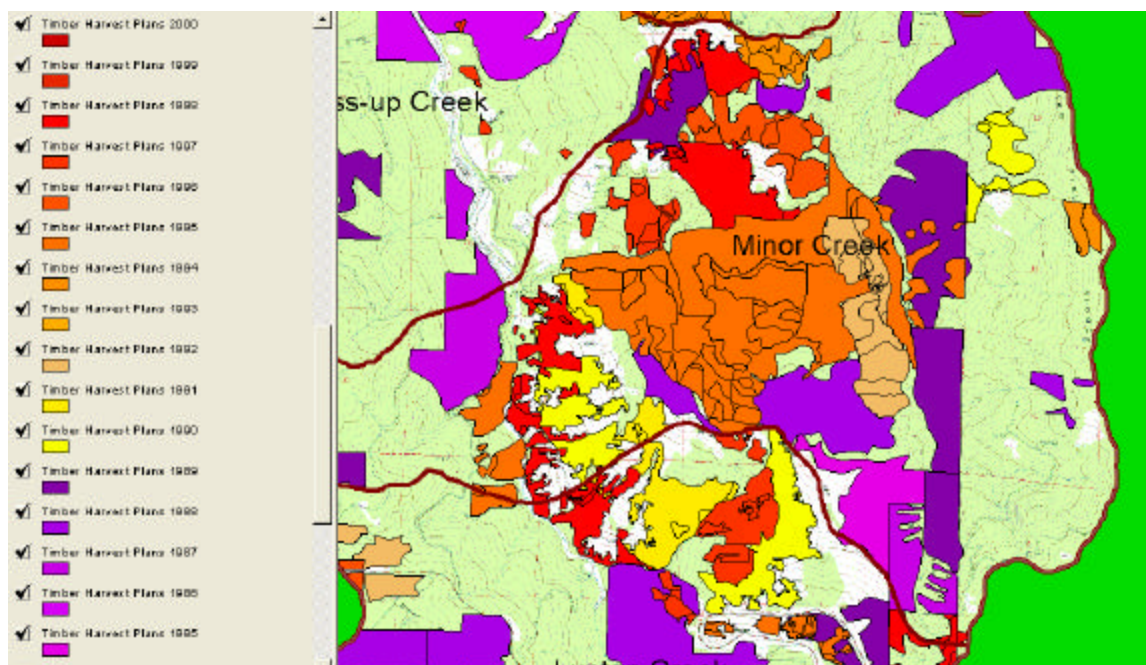 Timber Harvest Plans 2000
Timber Harvest Plans 1999
Timber Harvest Plans 1998
Timber Harvest Plans 1997
Timber Harvest Plans 1996
Timber Harvest Plans 1995
Timber Harvest Plans 1994
Timber Harvest Plans 1993
Timber Harvest Plans 1992
Timber Harvest Plans 1991
Timber Harvest Plans 1990
Timber Harvest Plans 1989
Timber Harvest Plans 1988
Timber Harvest Plans 1987
Timber Harvest Plans 1986
Timber Harvest Plans 1985
ss-up Creek
Minor Creek